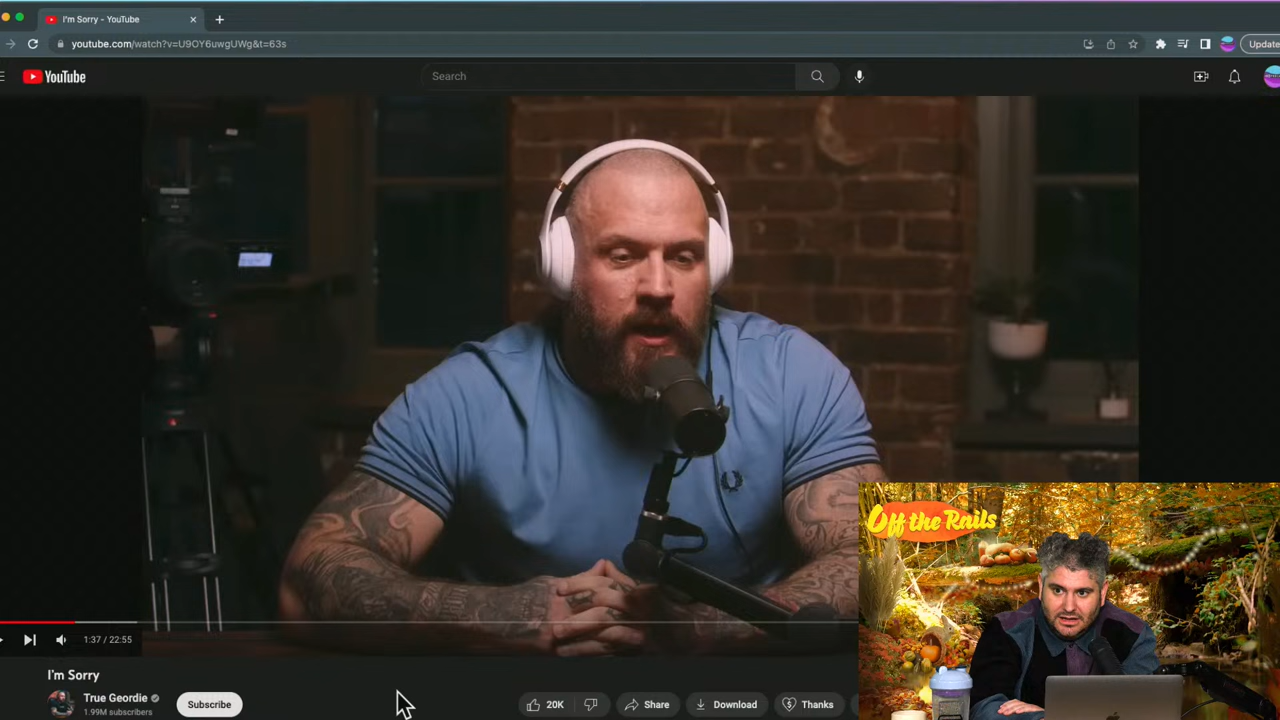 I'm Sorry - YouTube
youtube.com/watch?v=U9OY6uwgUWg&t=63s
Update
YouTube
Search
Off the Rails
1:37 / 22:55
I'm Sorry
True Geordie
1.99M subscribers
Subscribe
20K
Share
Download
Thanks